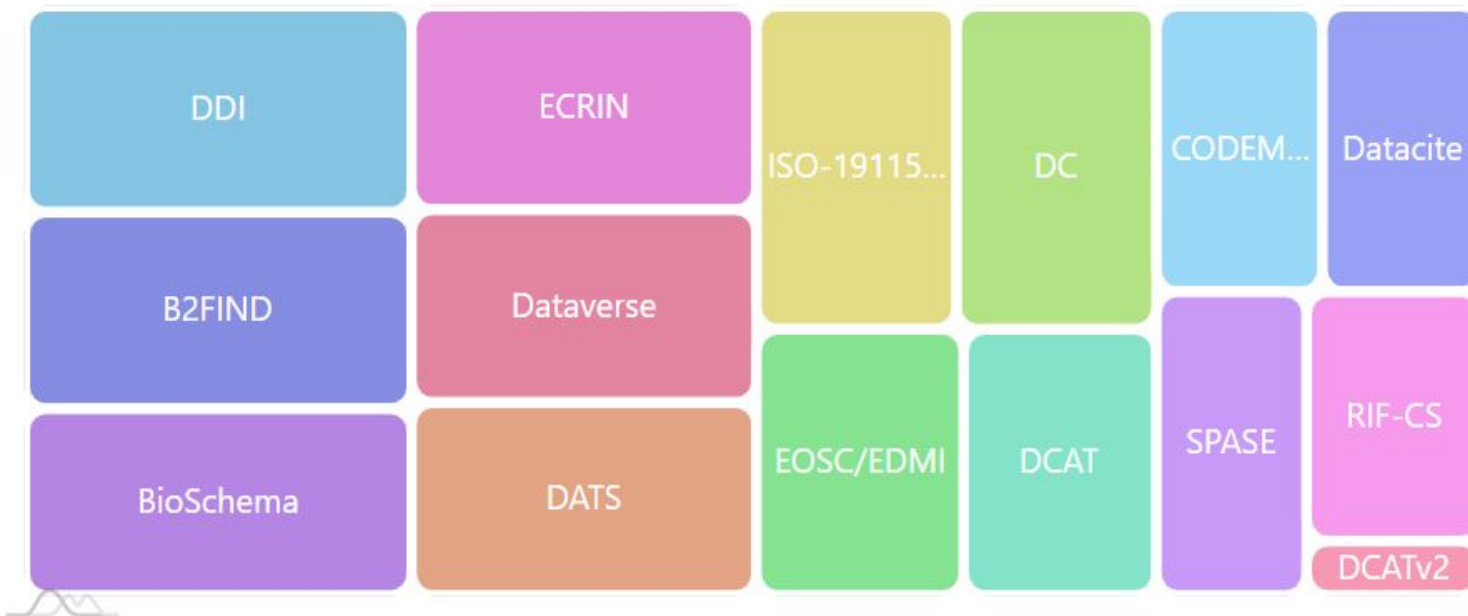 DDI
ECRIN
ISO-19115...
DC
CODEM...
Datacite
B2FIND
Dataverse
EOSC/EDMI
DCAT
SPASE
RIF-CS
BioSchema
DATS
DCATv2